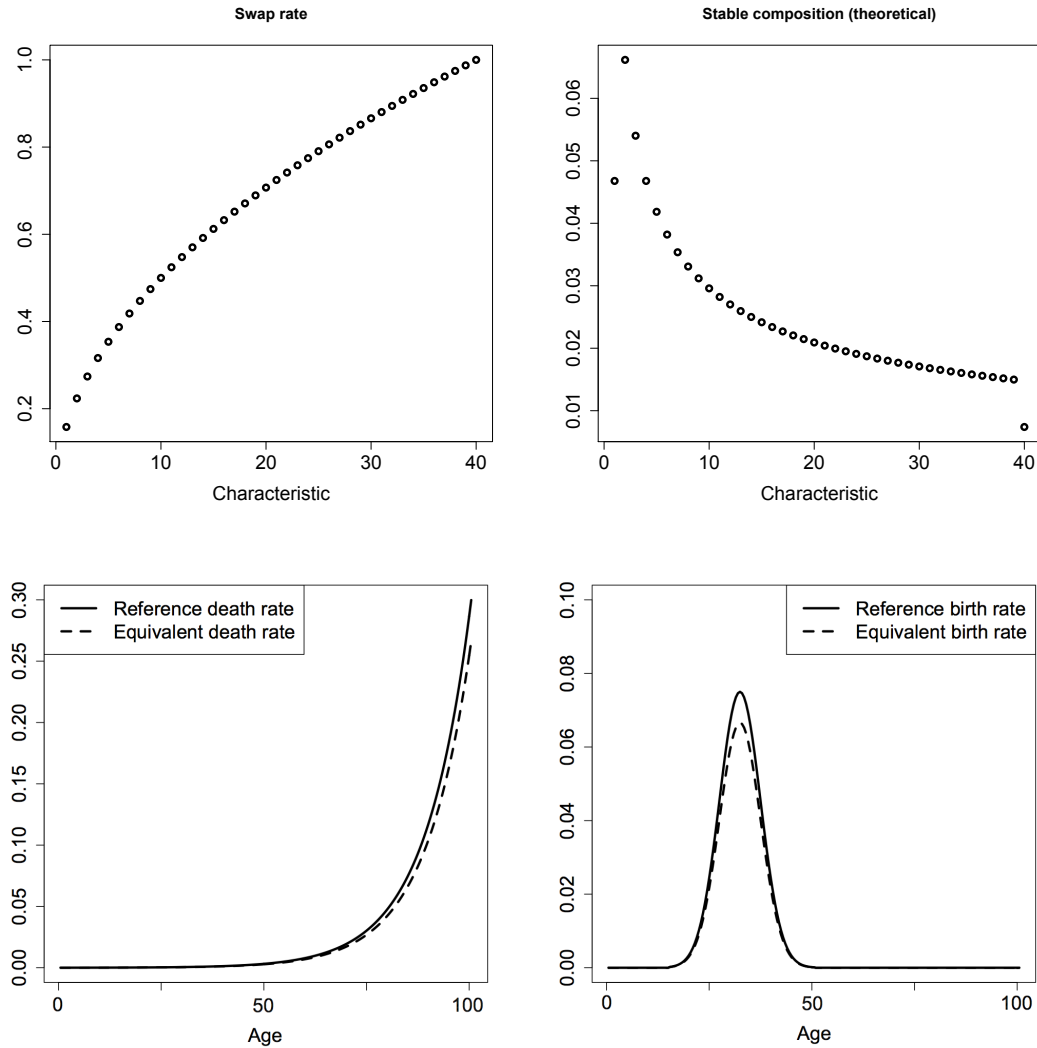 Swap rate
1.0
0.8
0.6
0.4
0.2
0 10 20 30 40
Characteristic
Stable composition (theoretical)
0.06
0.05
0.04
0.03
0.02
0.01
0 10 20 30 40
Characteristic
Reference death rate
Equivalent death rate
0.30
0.25
0.20
0.15
0.10
0.05
0.00
0 50 100
Age
Reference birth rate
Equivalent birth rate
0.10
0.08
0.06
0.04
0.02
0.00
0 50 100
Age